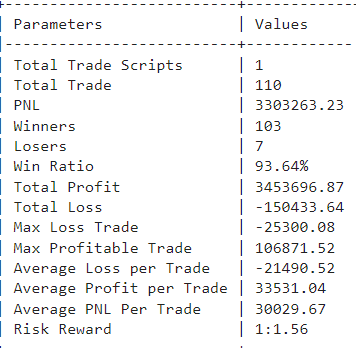 Parameters | Values
Total Trade Scripts | 1
Total Trade | 110
PNL | 3303263.23
Winners | 103
Losers | 7
Win Ratio | 93.64%
Total Profit | 3453696.87
Total Loss | -150433.64
Max Loss Trade | -25300.08
Max Profitable Trade | 106871.52
Average Loss per Trade | -21490.52
Average Profit per Trade | 33531.04
Average PNL Per Trade | 30029.67
Risk Reward | 1:1.56